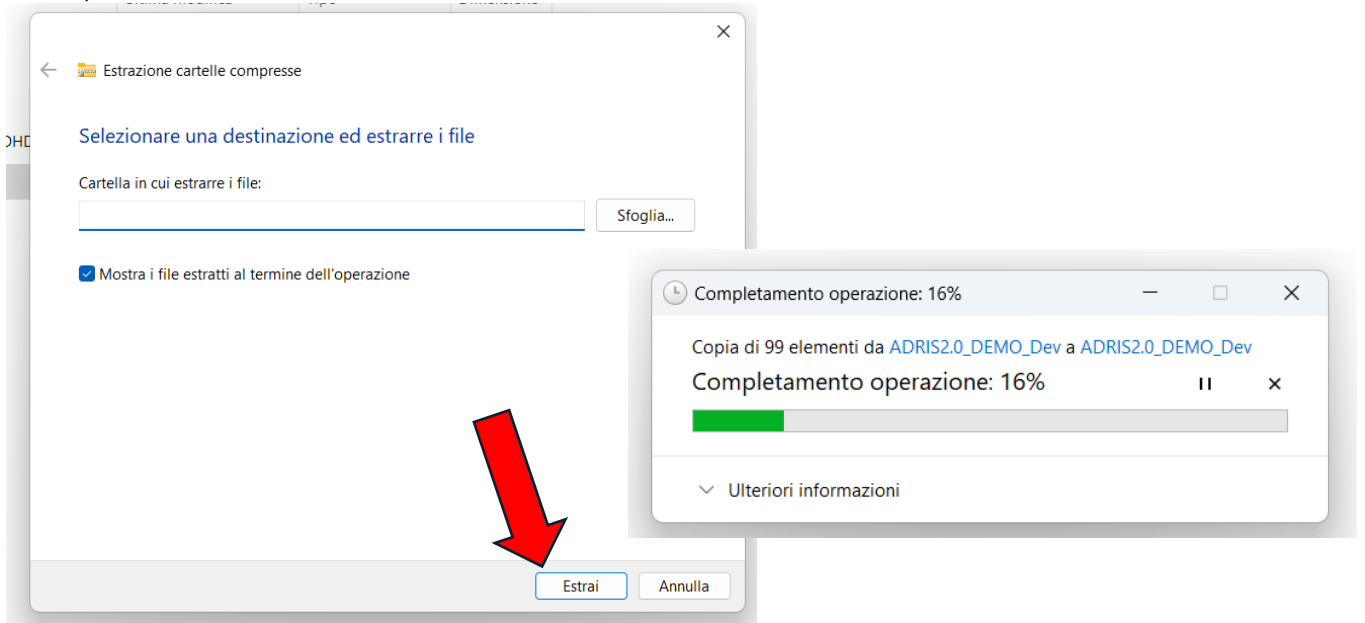 Estrazione cartelle compresse
Selezionare una destinazione ed estrarre i file
Cartella in cui estrarre i file:
Sfoglia...
Mostra i file estratti al termine dell'operazione
Estrai
Annulla
Completamento operazione: 16%
Copia di 99 elementi da ADRIS2.0_DEMO_Dev a ADRIS2.0_DEMO_Dev
Completamento operazione: 16%
Ulteriori informazioni